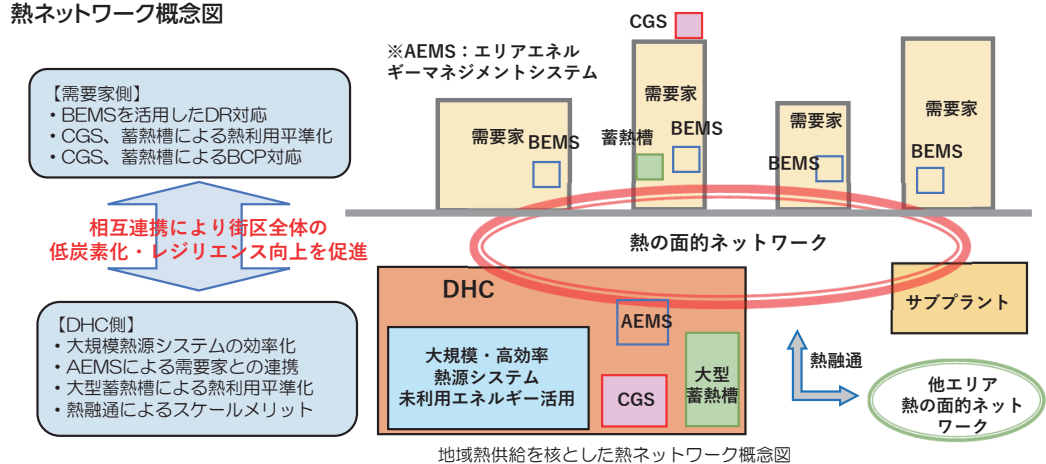 熱ネットワーク概念図
【需要家側】
・BEMSを活用したDR対応
・CGS、蓄熱槽による熱利用平準化
・CGS、蓄熱槽によるBCP対応
相互連携により街区全体の
低炭素化・レジリエンス向上を促進
【DHC側】
・大規模熱源システムの効率化
・AEMSによる需要家との連携
・大型蓄熱槽による熱利用平準化
・熱融通によるスケールメリット
※AEMS：エリアエネル
ギーマネジメントシステム
CGS
需要家
BEMS
需要家
蓄熱槽
BEMS
需要家
BEMS
需要家
BEMS
熱の面的ネットワーク
DHC
AEMS
大規模・高効率
熱源システム
未利用エネルギー活用
CGS
大型
蓄熱槽
サブプラント
熱融通
他エリア
熱の面的ネット
ワーク
地域熱供給を核とした熱ネットワーク概念図